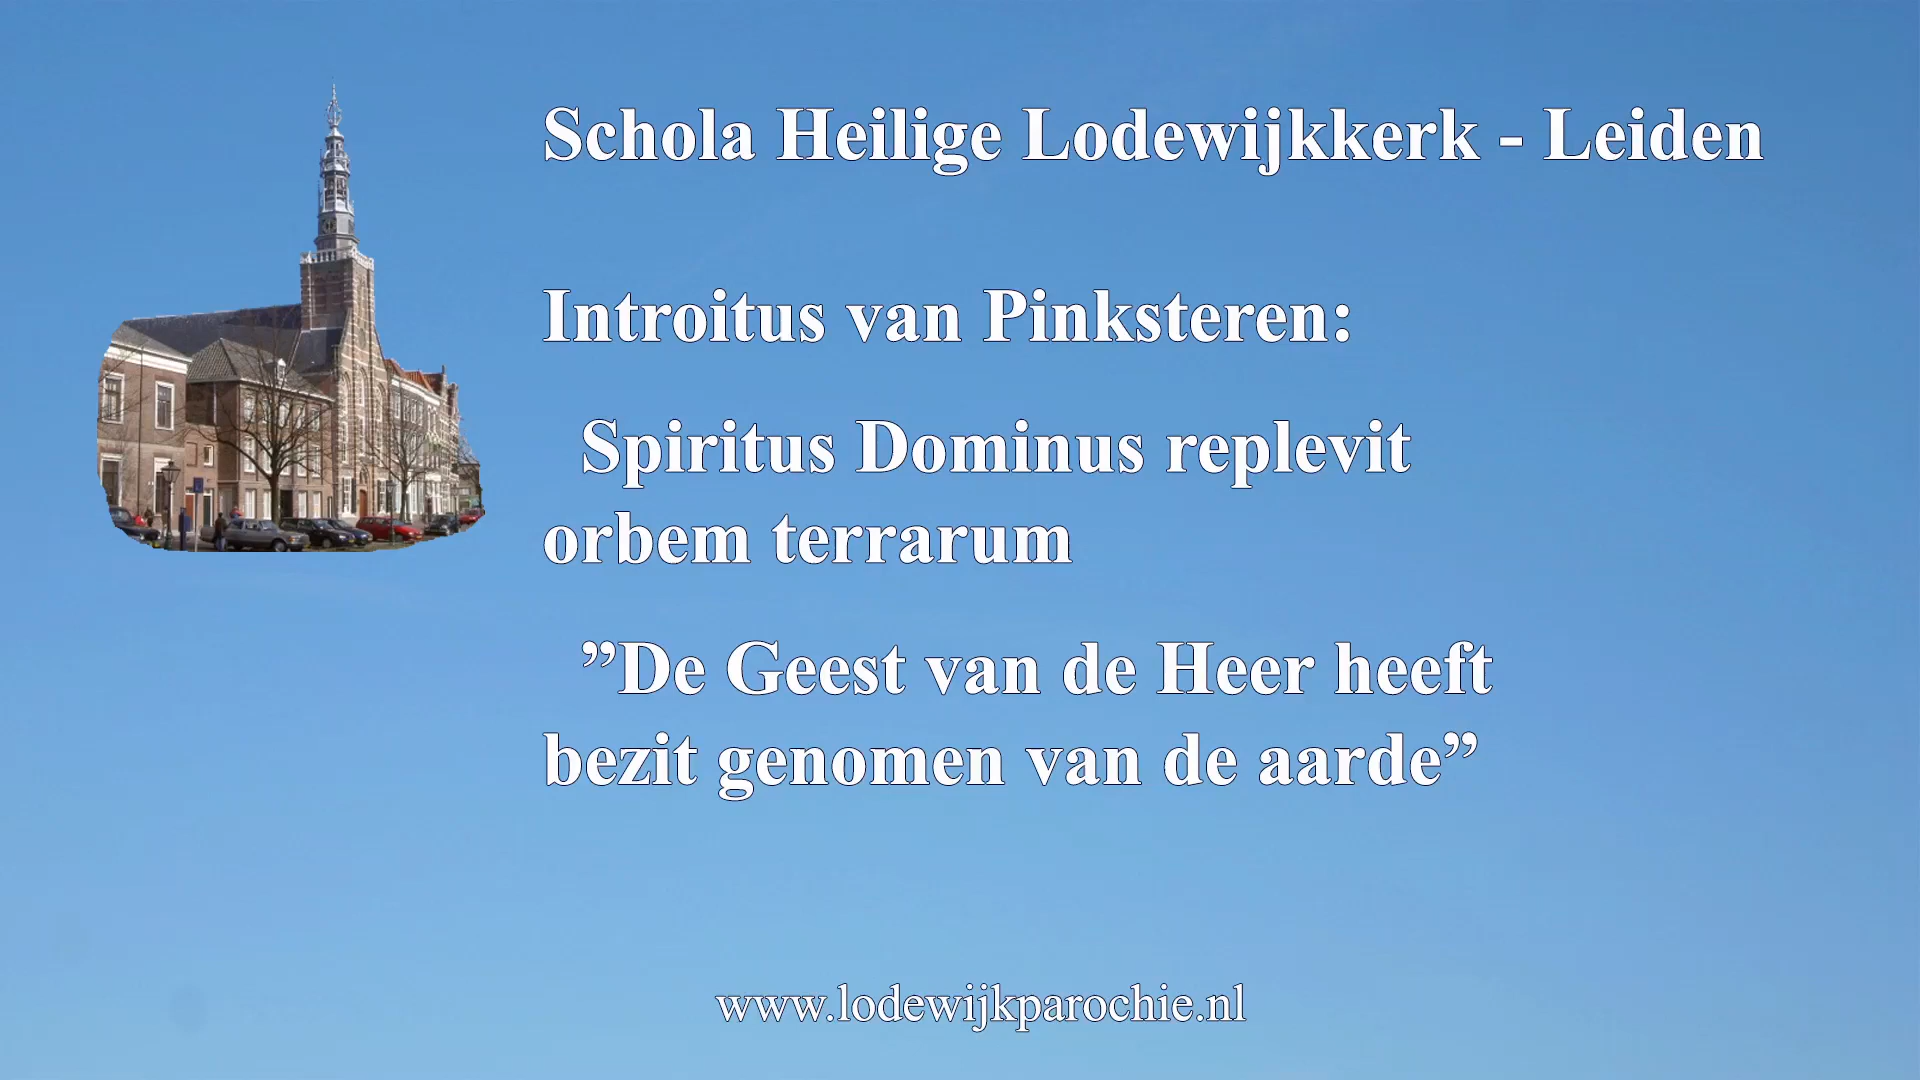 Schola Heilige Lodewijkkerk - Leiden
Introitus van Pinksteren:
Spiritus Dominus replevit
orbem terrarum
”De Geest van de Heer heeft
bezit genomen van de aarde”
www.lodewijkparochie.nl